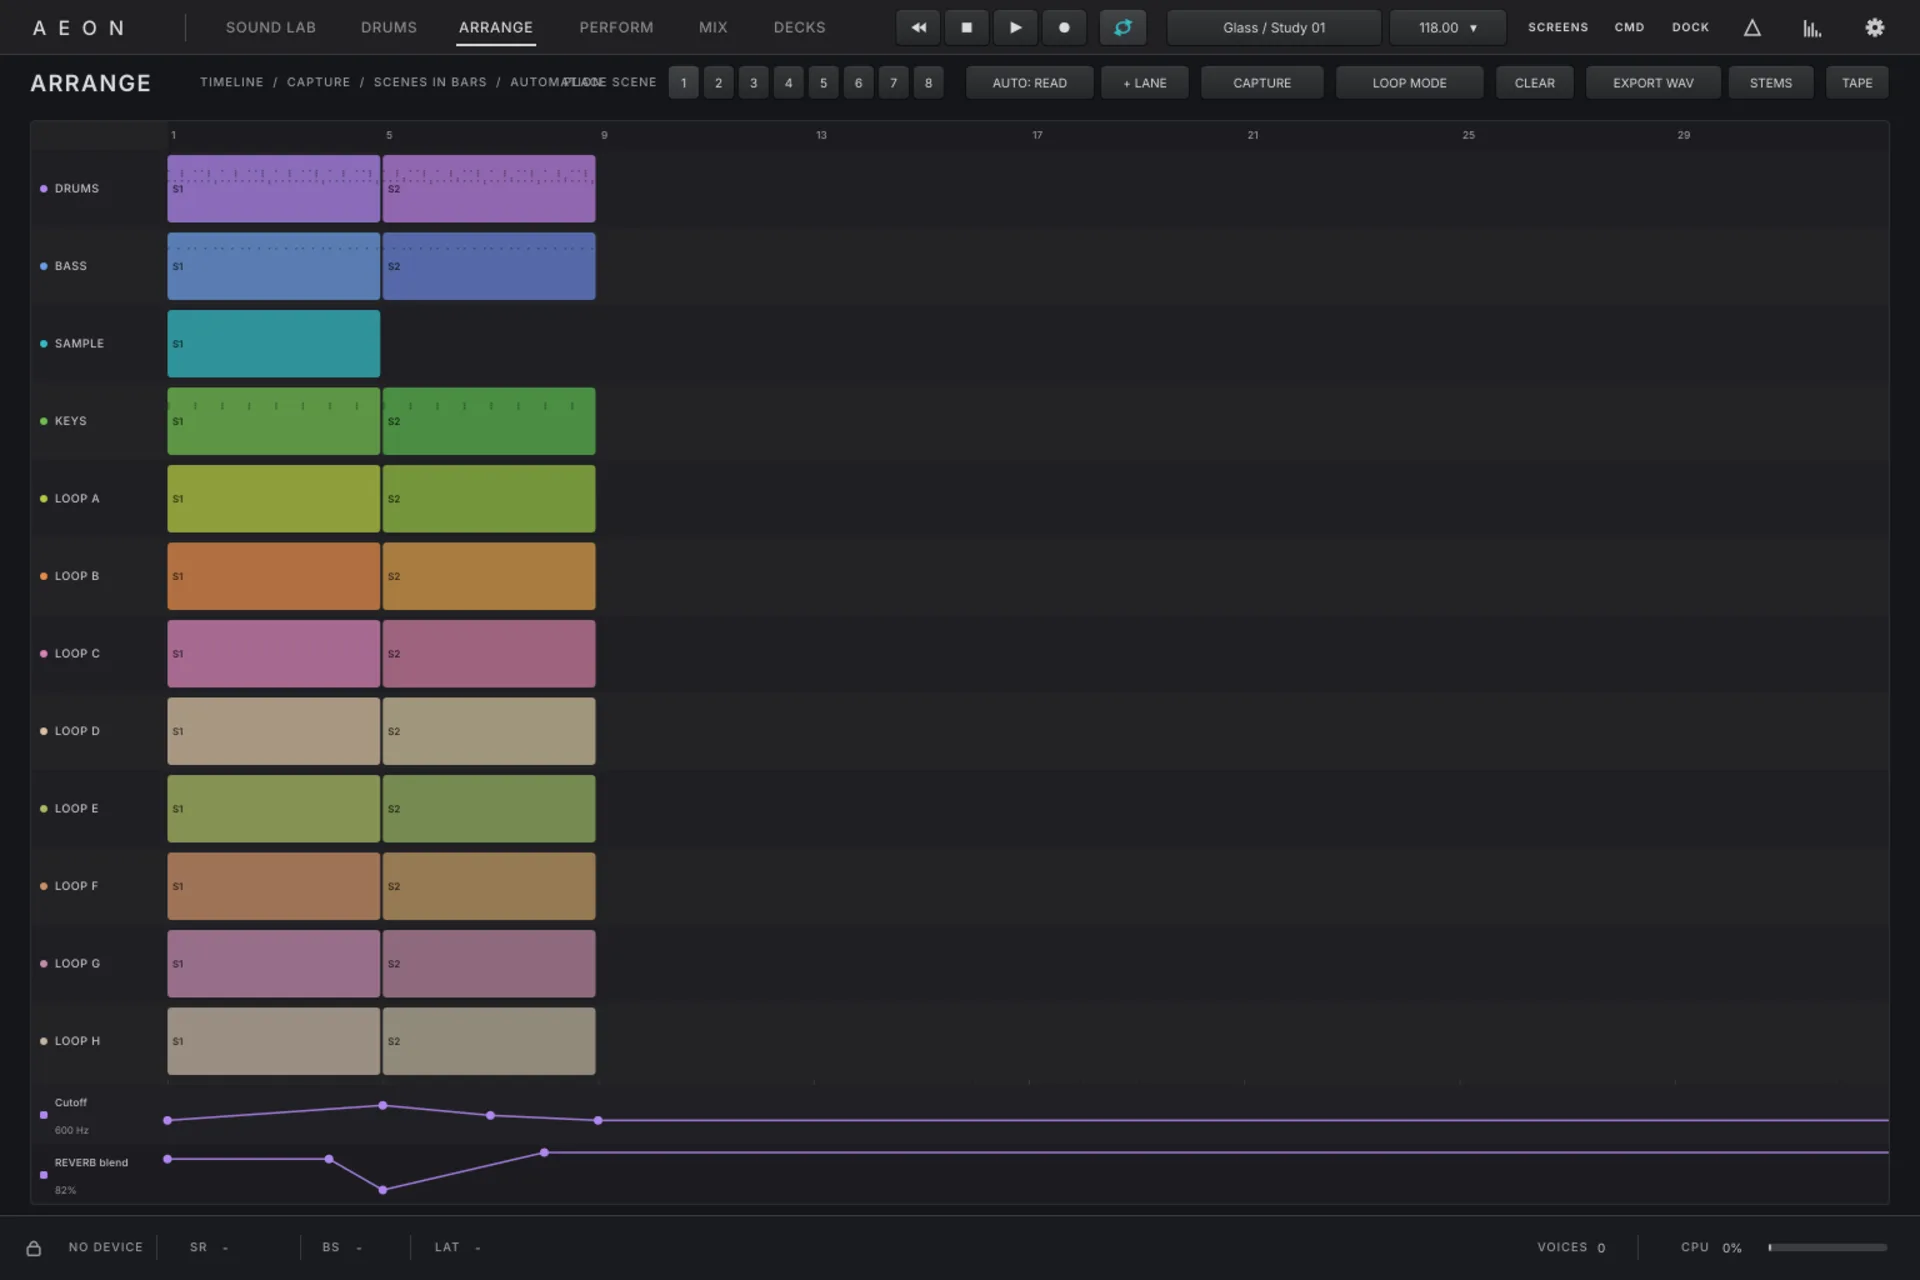 AEON SOUND LAB DRUMS ARRANGE PERFORM MIX DECKS Glass / Study 01 118.00 ▾ SCREENS CMD DOCK
ARRANGE TIMELINE / CAPTURE / SCENES IN BARS / AUTOMATION PLACE SCENE 1 2 3 4 5 6 7 8 AUTO: READ + LANE CAPTURE LOOP MODE CLEAR EXPORT WAV STEMS TAPE
1 5 9 13 17 21 25 29
DRUMS S1 S2
BASS S1 S2
SAMPLE S1
KEYS S1 S2
LOOP A S1 S2
LOOP B S1 S2
LOOP C S1 S2
LOOP D S1 S2
LOOP E S1 S2
LOOP F S1 S2
LOOP G S1 S2
LOOP H S1 S2
Cutoff
600 Hz
REVERB blend
82%
NO DEVICE SR - BS - LAT - VOICES 0 CPU 0%